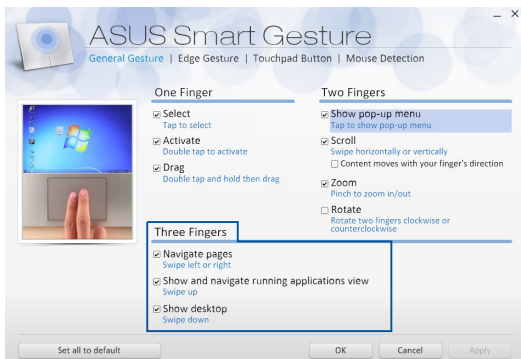 ASUS Smart Gesture
General Gesture | Edge Gesture | Touchpad Button | Mouse Detection
One Finger
Select
Tap to select
Activate
Double tap to activate
Drag
Double tap and hold then drag
Two Fingers
Show pop-up menu
Tap to show pop-up menu
Scroll
Swipe horizontally or vertically
Content moves with your finger's direction
Zoom
Pinch to zoom in/out
Rotate
Rotate two fingers clockwise or
counterclockwise
Three Fingers
Navigate pages
Swipe left or right
Show and navigate running applications view
Swipe up
Show desktop
Swipe down
Set all to default
OK
Cancel
Apply